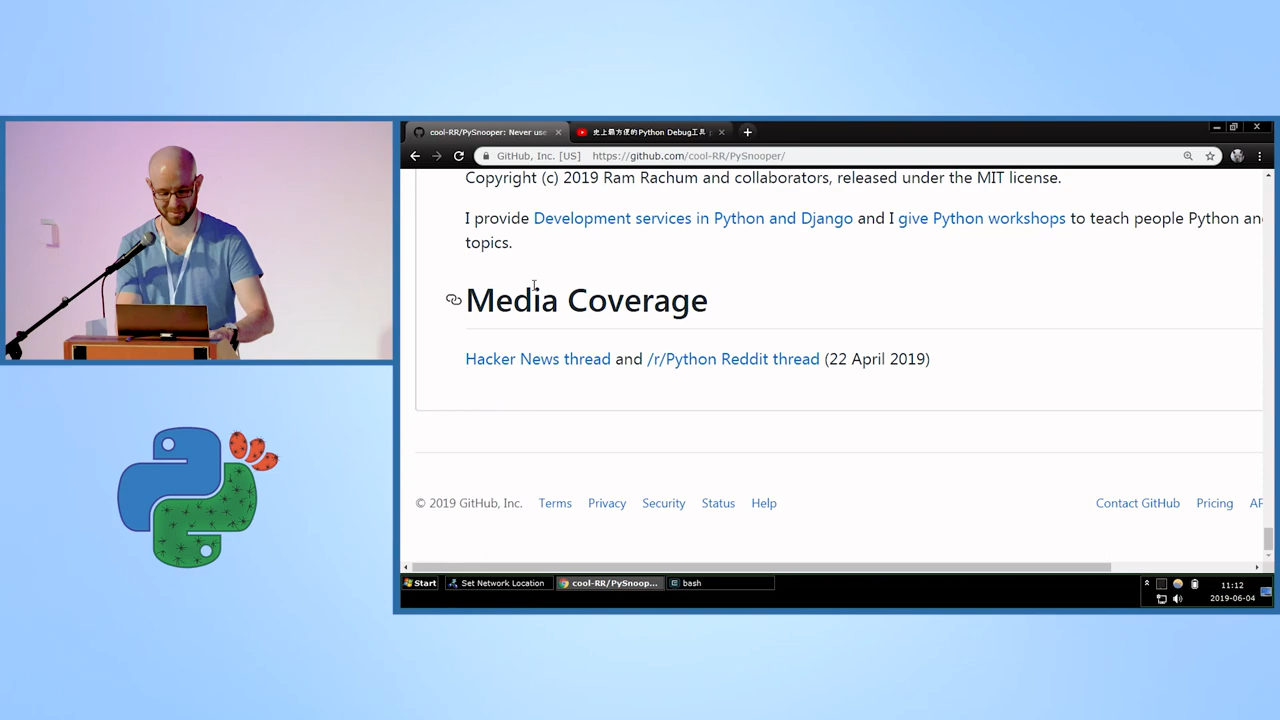 cool-RR/PySnooper: Never use
史上最方便的Python Debug工具
GitHub, Inc. [US] https://github.com/cool-RR/PySnooper/
Copyright (c) 2019 Ram Rachum and collaborators, released under the MIT license.
I provide Development services in Python and Django and I give Python workshops to teach people Python and
topics.
Media Coverage
Hacker News thread and /r/Python Reddit thread (22 April 2019)
© 2019 GitHub, Inc. Terms Privacy Security Status Help
Contact GitHub Pricing AP
Start Set Network Location cool-RR/PySnoop... bash
11:12
2019-06-04